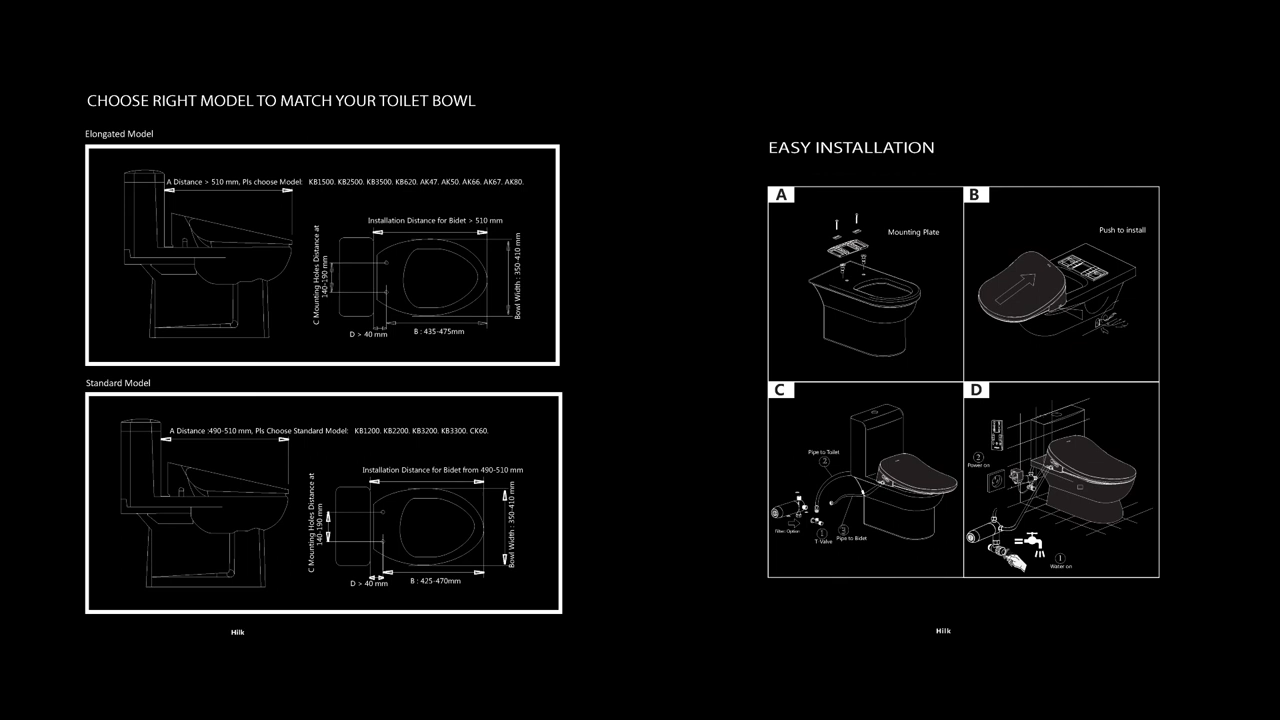 CHOOSE RIGHT MODEL TO MATCH YOUR TOILET BOWL
Elongated Model
A Distance > 510 mm, Pls choose Model: KB1500. KB2500. KB3500. KB620. AK47. AK50. AK66. AK67. AK80.
Installation Distance for Bidet > 510 mm
C Mounting Holes Distance at
140-190 mm
Bowl Width : 350-410 mm
D > 40 mm
B : 435-475mm
Standard Model
A Distance :490-510 mm, Pls Choose Standard Model: KB1200. KB2200. KB3200. KB3300. CK60.
Installation Distance for Bidet from 490-510 mm
C Mounting Holes Distance at
140-190 mm
Bowl Width : 350-410 mm
D > 40 mm
B : 425-470mm
Hilk
EASY INSTALLATION
A
Mounting Plate
B
Push to install
C
Pipe to Toilet
2
Filter. Option
1
T Valve
3
Pipe to Bidet
D
2
Power on
1
Water on
Hilk